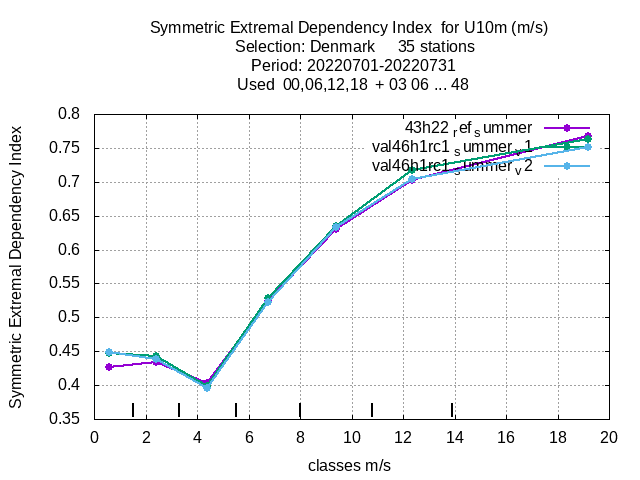 Symmetric Extremal Dependency Index for U10m (m/s)
Selection: Denmark 35 stations
Period: 20220701-20220731
Used 00,06,12,18 + 03 06 ... 48
Symmetric Extremal Dependency Index
0.8
0.75
0.7
0.65
0.6
0.55
0.5
0.45
0.4
0.35
43h22_ref_summer
val46h1rc1_summer_v1
val46h1rc1_summer_v2
0 2 4 6 8 10 12 14 16 18 20
classes m/s